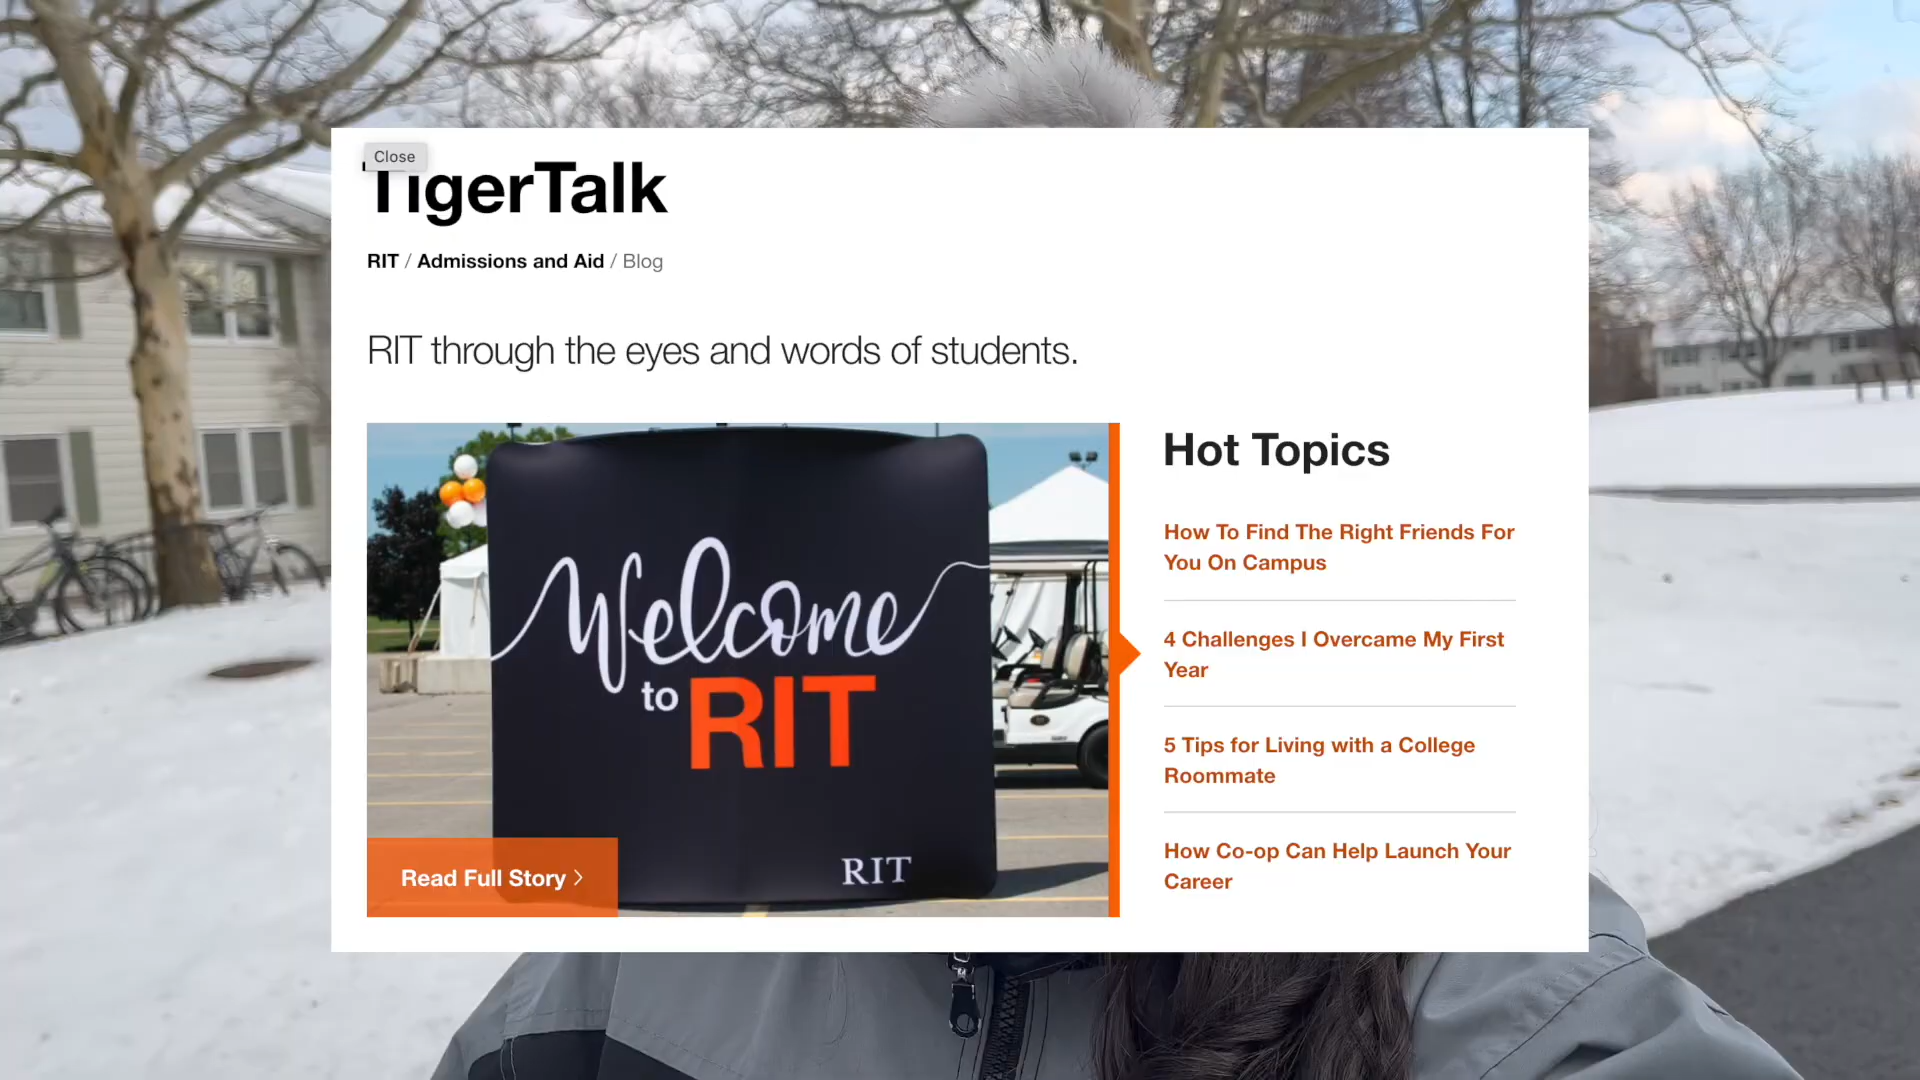 Close
TigerTalk
RIT / Admissions and Aid / Blog
RIT through the eyes and words of students.
Welcome
to RIT
RIT
Read Full Story >
Hot Topics
How To Find The Right Friends For
You On Campus
4 Challenges I Overcame My First
Year
5 Tips for Living with a College
Roommate
How Co-op Can Help Launch Your
Career